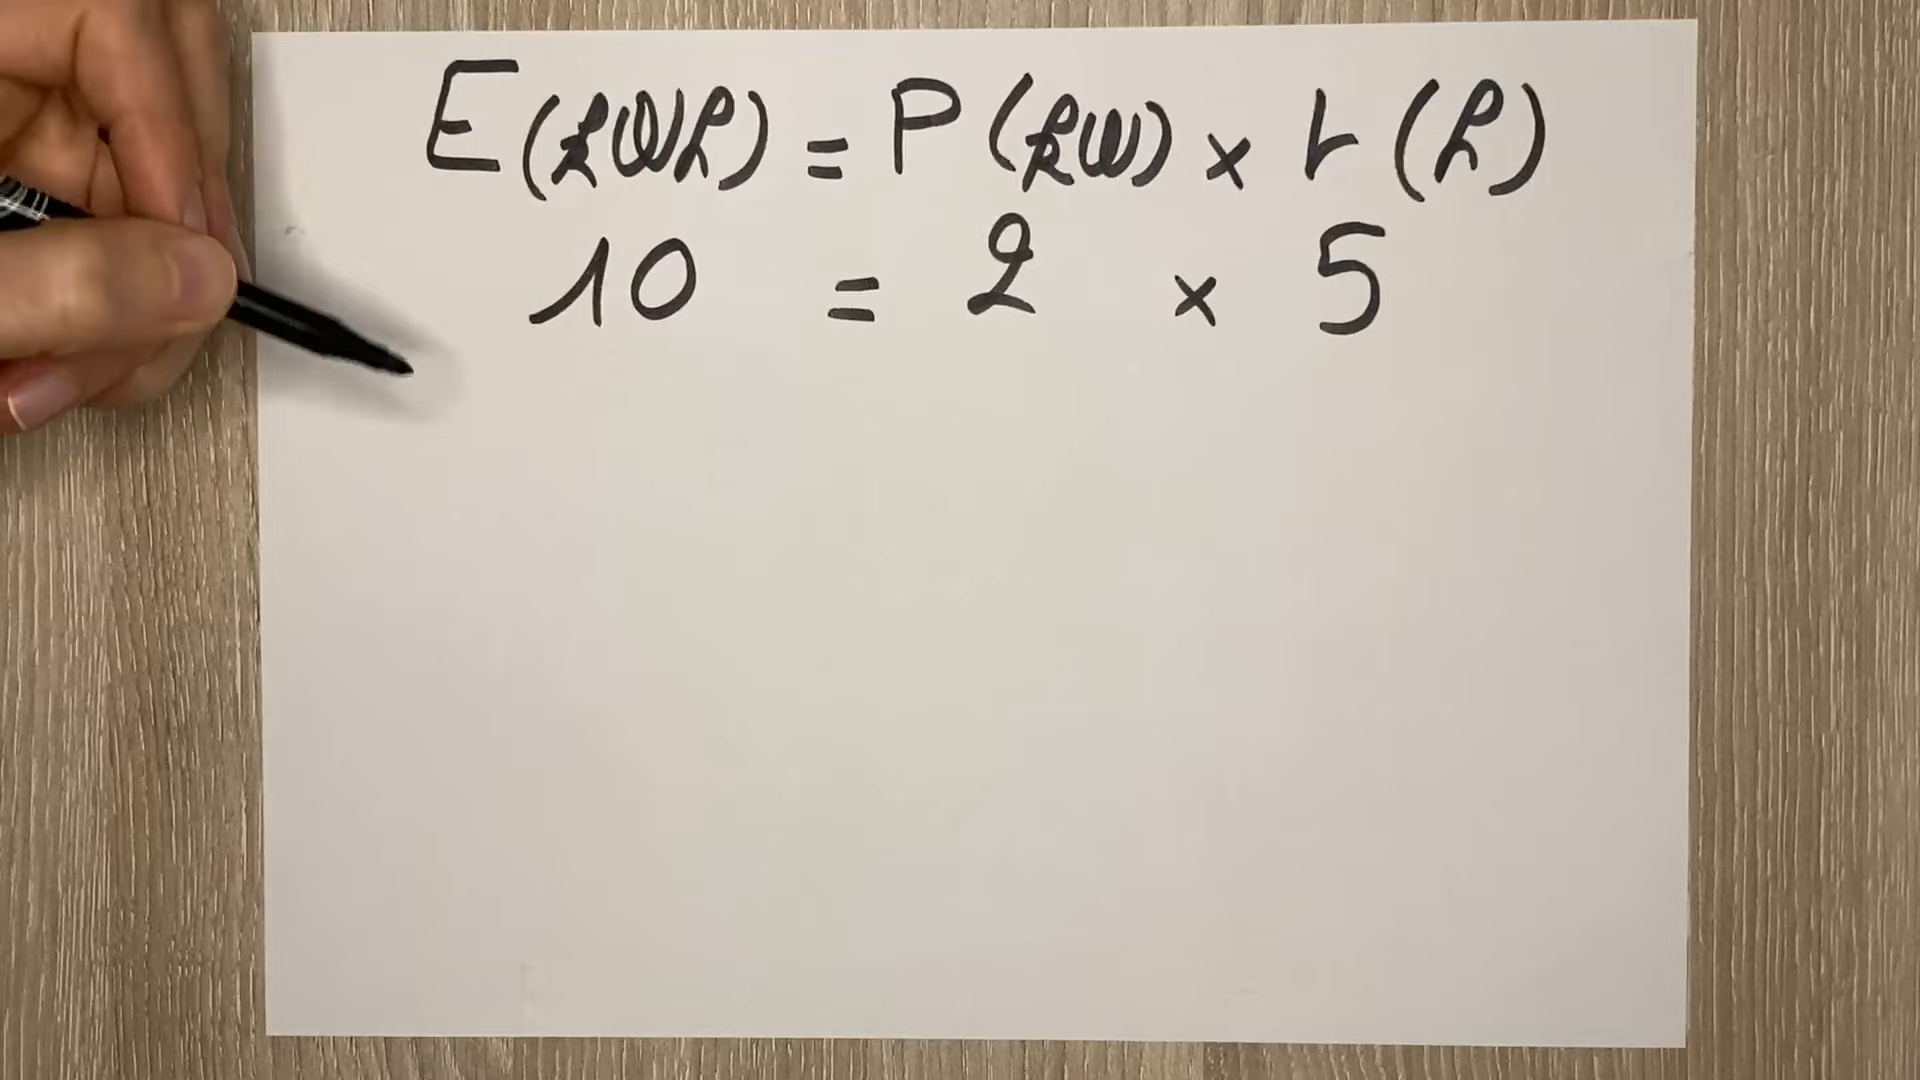 E (kWh) = P (kW) x t (h)
10 = 2 x 5